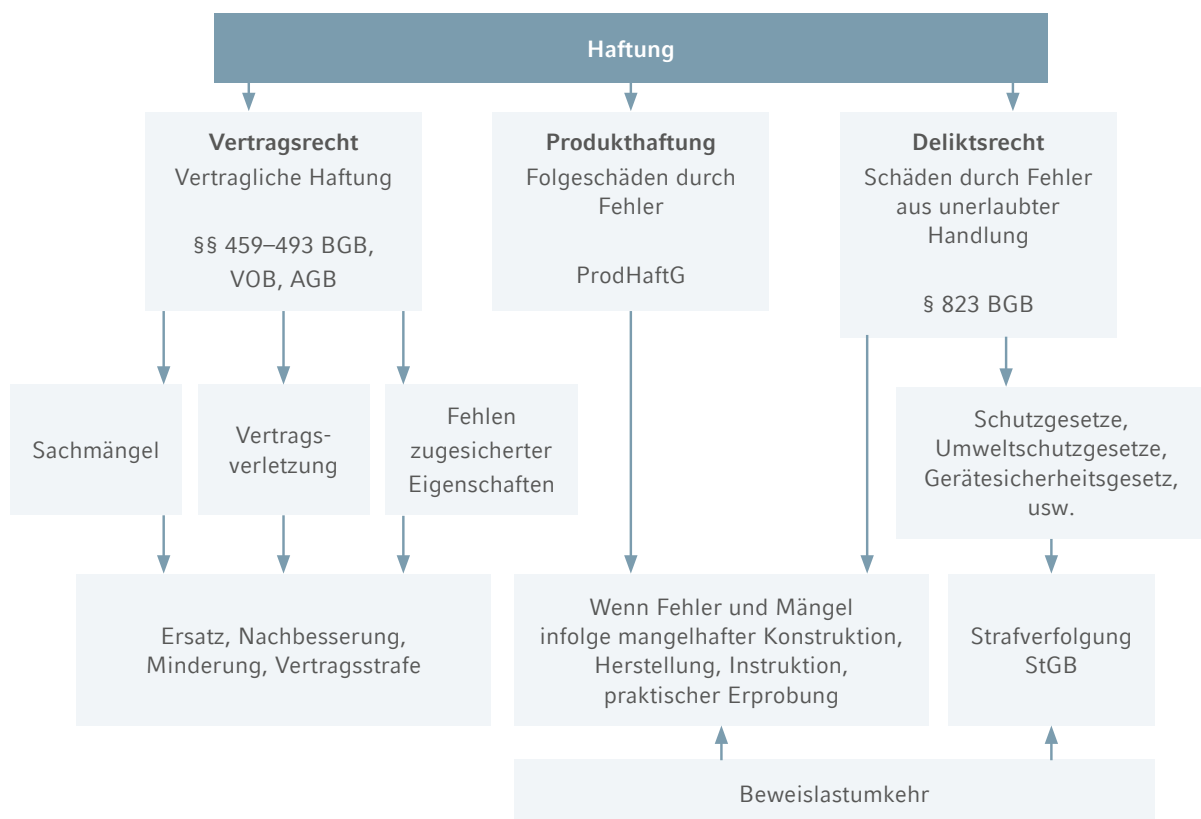 Haftung
Vertragsrecht
Vertragliche Haftung
§§ 459–493 BGB,
VOB, AGB
Produkthaftung
Folgeschäden durch
Fehler
ProdHaftG
Deliktsrecht
Schäden durch Fehler
aus unerlaubter
Handlung
§ 823 BGB
Sachmängel
Vertrags-
verletzung
Fehlen
zugesicherter
Eigenschaften
Schutzgesetze,
Umweltschutzgesetze,
Gerätesicherheitsgesetz,
usw.
Ersatz, Nachbesserung,
Minderung, Vertragsstrafe
Wenn Fehler und Mängel
infolge mangelhafter Konstruktion,
Herstellung, Instruktion,
praktischer Erprobung
Strafverfolgung
StGB
Beweislastumkehr